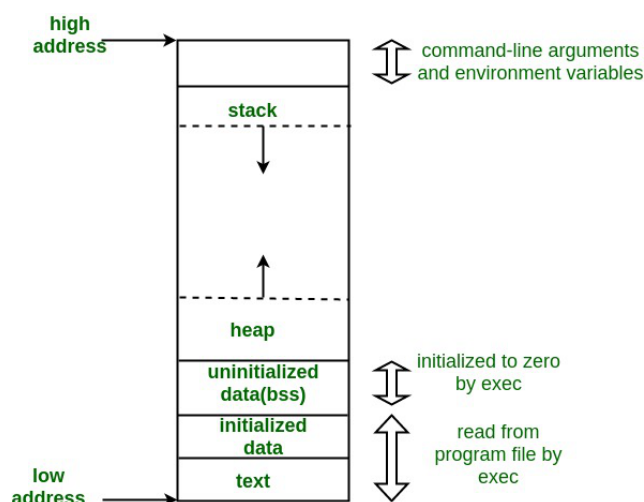 high
address
command-line arguments
and environment variables
stack
heap
uninitialized
data(bss)
initialized to zero
by exec
initialized
data
read from
program file by
exec
text
low
address